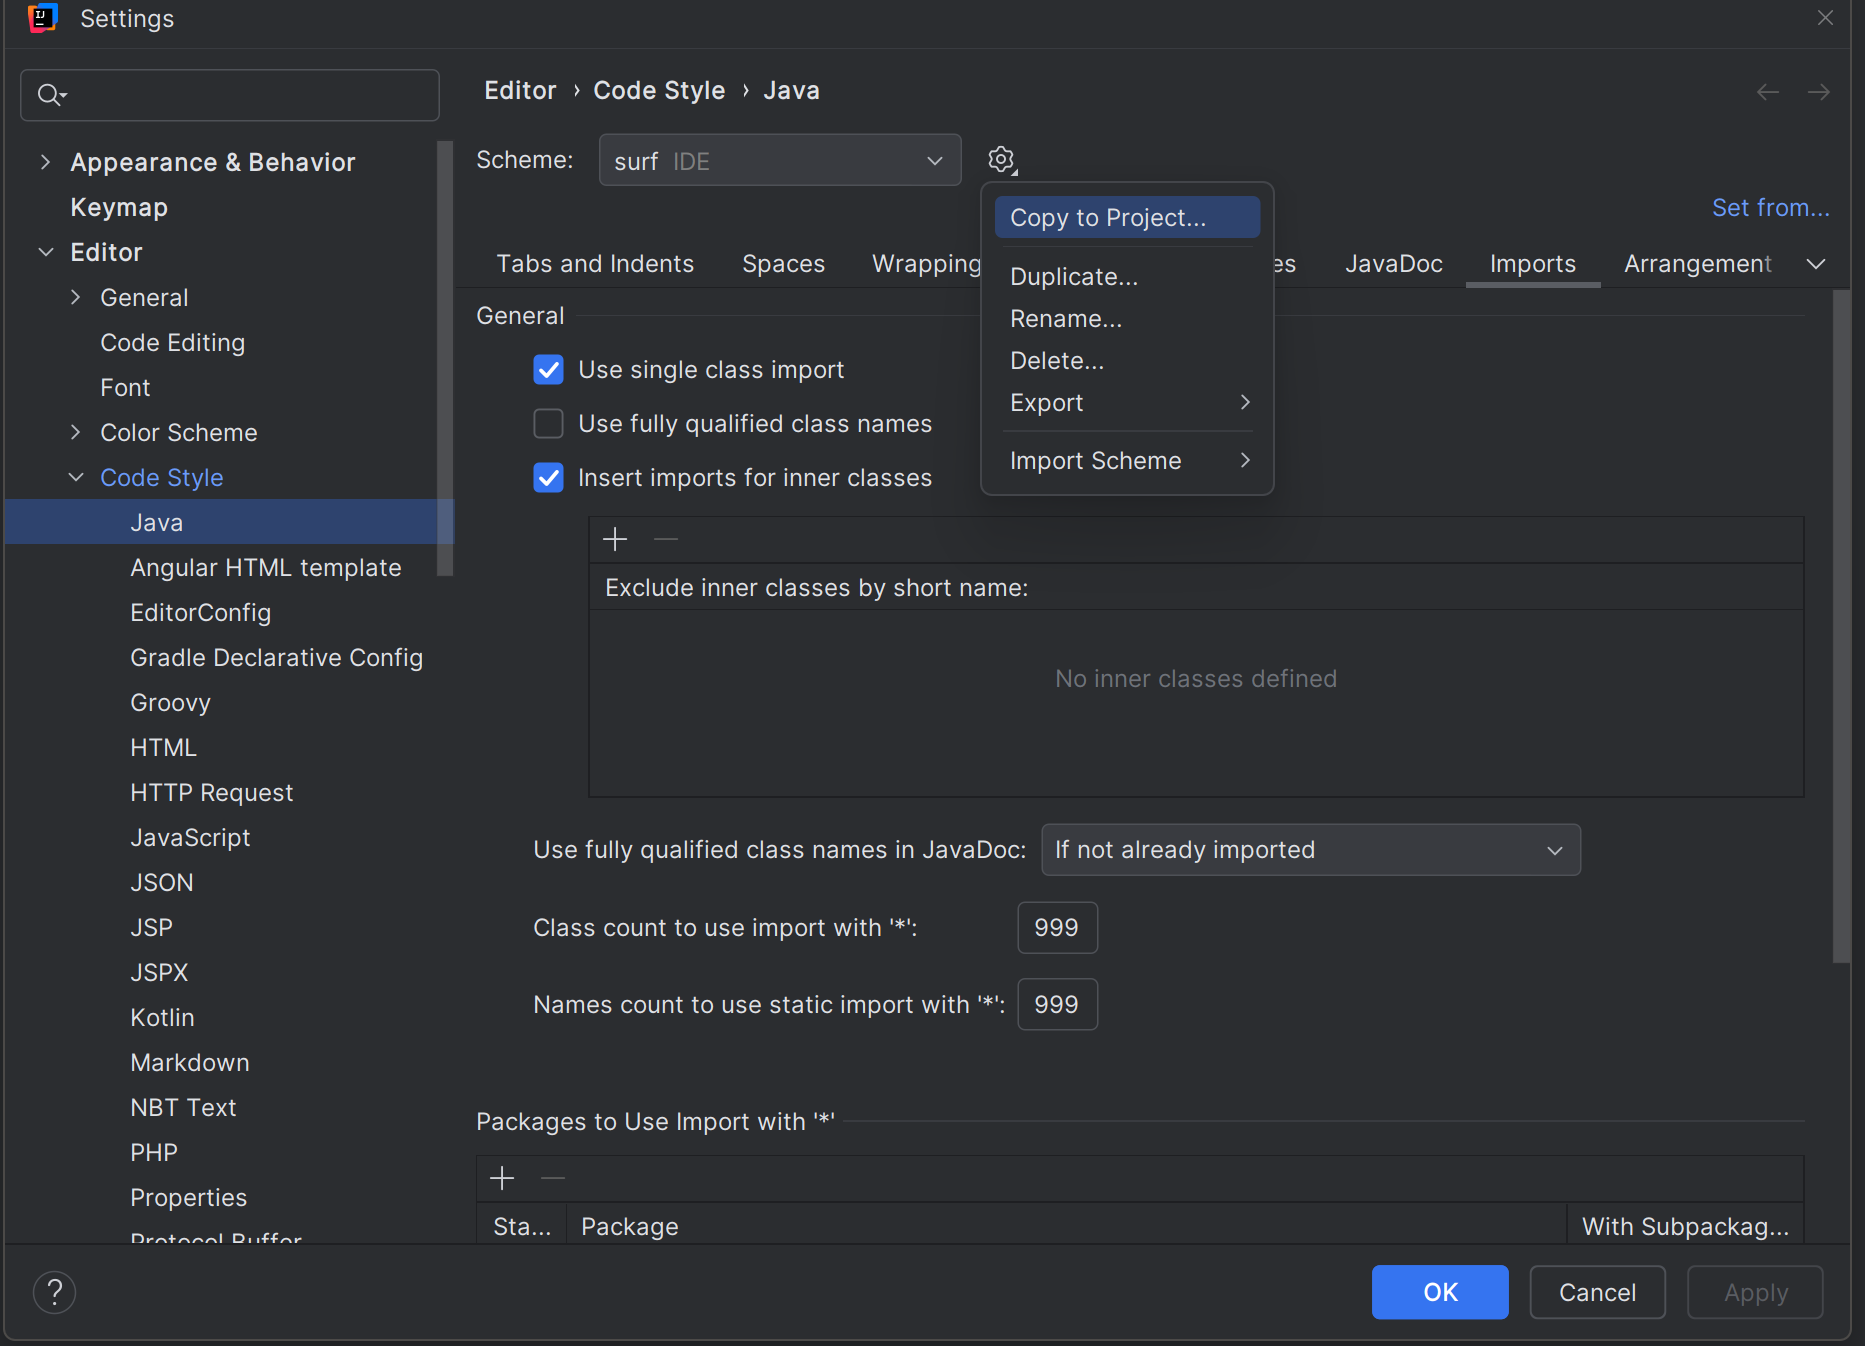 Settings
Editor › Code Style › Java
Scheme: surf IDE
Set from...
Copy to Project...
Duplicate...
Rename...
Delete...
Export
Import Scheme
Appearance & Behavior
Keymap
Editor
General
Code Editing
Font
Color Scheme
Code Style
Java
Angular HTML template
EditorConfig
Gradle Declarative Config
Groovy
HTML
HTTP Request
JavaScript
JSON
JSP
JSPX
Kotlin
Markdown
NBT Text
PHP
Properties
Protocol Buffer
Tabs and Indents Spaces Wrapping es JavaDoc Imports Arrangement
General
Use single class import
Use fully qualified class names
Insert imports for inner classes
Exclude inner classes by short name:
No inner classes defined
Use fully qualified class names in JavaDoc: If not already imported
Class count to use import with '*': 999
Names count to use static import with '*': 999
Packages to Use Import with '*'
Sta... Package With Subpackag...
? OK Cancel Apply